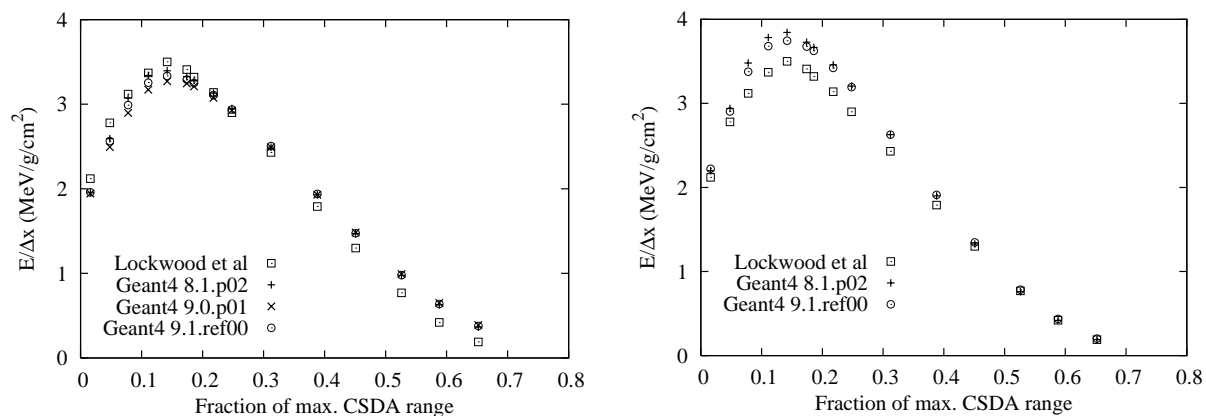 E/Δx (MeV/g/cm²)
4
3
2
1
0
0 0.1 0.2 0.3 0.4 0.5 0.6 0.7 0.8
Fraction of max. CSDA range
Lockwood et al
Geant4 8.1.p02
Geant4 9.0.p01
Geant4 9.1.ref00
E/Δx (MeV/g/cm²)
4
3
2
1
0
0 0.1 0.2 0.3 0.4 0.5 0.6 0.7 0.8
Fraction of max. CSDA range
Lockwood et al
Geant4 8.1.p02
Geant4 9.1.ref00